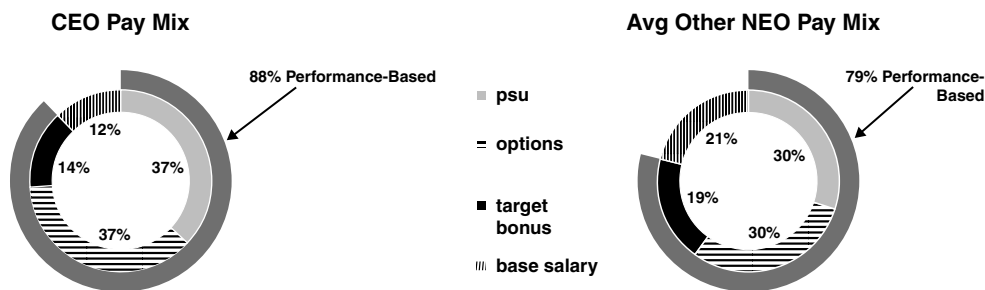 CEO Pay Mix
88% Performance-Based
12%
14%
37%
37%
psu
options
target
bonus
base salary
Avg Other NEO Pay Mix
79% Performance-
Based
21%
30%
19%
30%